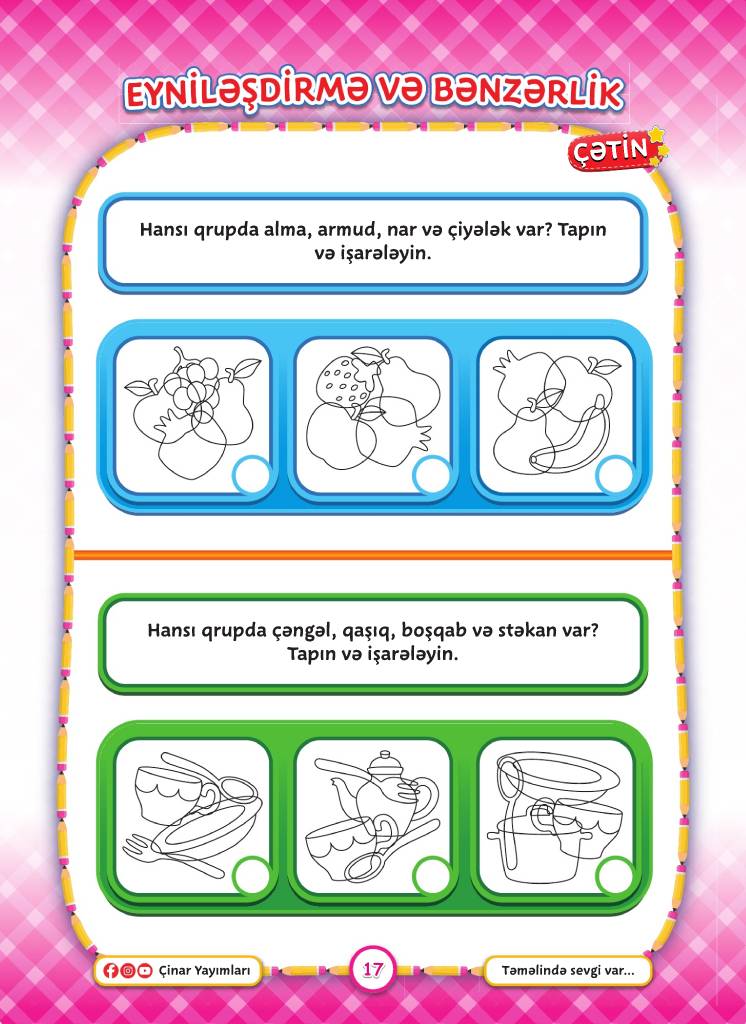 EYNİLƏŞDİRMƏ VƏ BƏNZƏRLİK
ÇƏTİN
Hansı qrupda alma, armud, nar və çiyələk var? Tapın
və işarələyin.
Hansı qrupda çəngəl, qaşıq, boşqab və stəkan var?
Tapın və işarələyin.
Çinar Yayımları
17
Təməlində sevgi var...